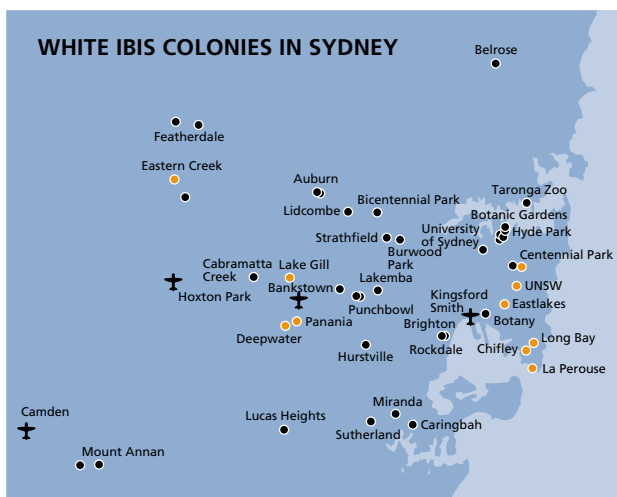 WHITE IBIS COLONIES IN SYDNEY
Belrose
Featherdale
Eastern Creek
Auburn
Taronga Zoo
Lidcombe
Bicentennial Park
Botanic Gardens
Strathfield
University
of Sydney
Hyde Park
Burwood
Park
Centennial Park
Cabramatta
Creek
Lake Gill
Lakemba
Bankstown
UNSW
Hoxton Park
Punchbowl
Kingsford
Smith
Eastlakes
Botany
Panania
Brighton
Deepwater
Rockdale
Long Bay
Chifley
Hurstville
La Perouse
Camden
Miranda
Lucas Heights
Caringbah
Sutherland
Mount Annan